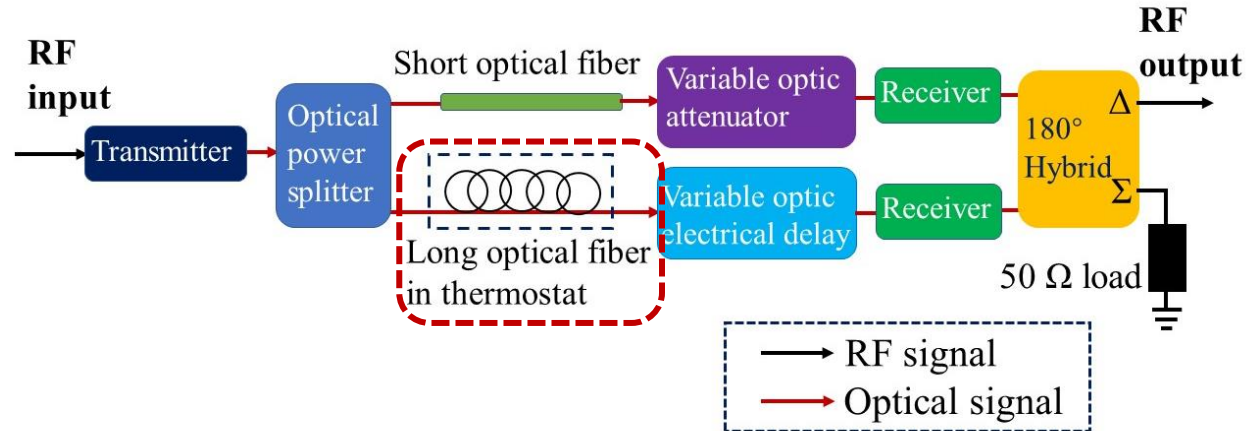 RF
input
Transmitter
Optical
power
splitter
Short optical fiber
Long optical fiber
in thermostat
Variable optic
attenuator
Variable optic
electrical delay
Receiver
Receiver
180°
Hybrid
Δ
Σ
RF
output
50 Ω load
RF signal
Optical signal